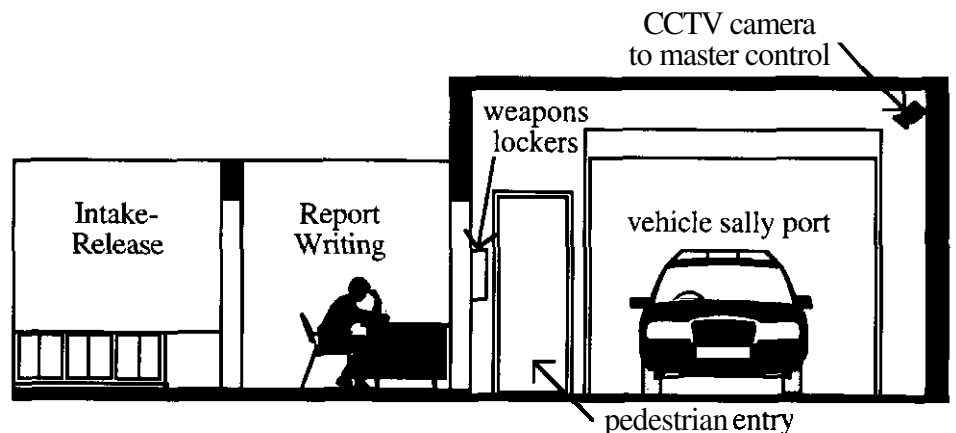 CCTV camera
to master control
weapons
lockers
Intake-
Release
Report
Writing
vehicle sally port
pedestrian entry